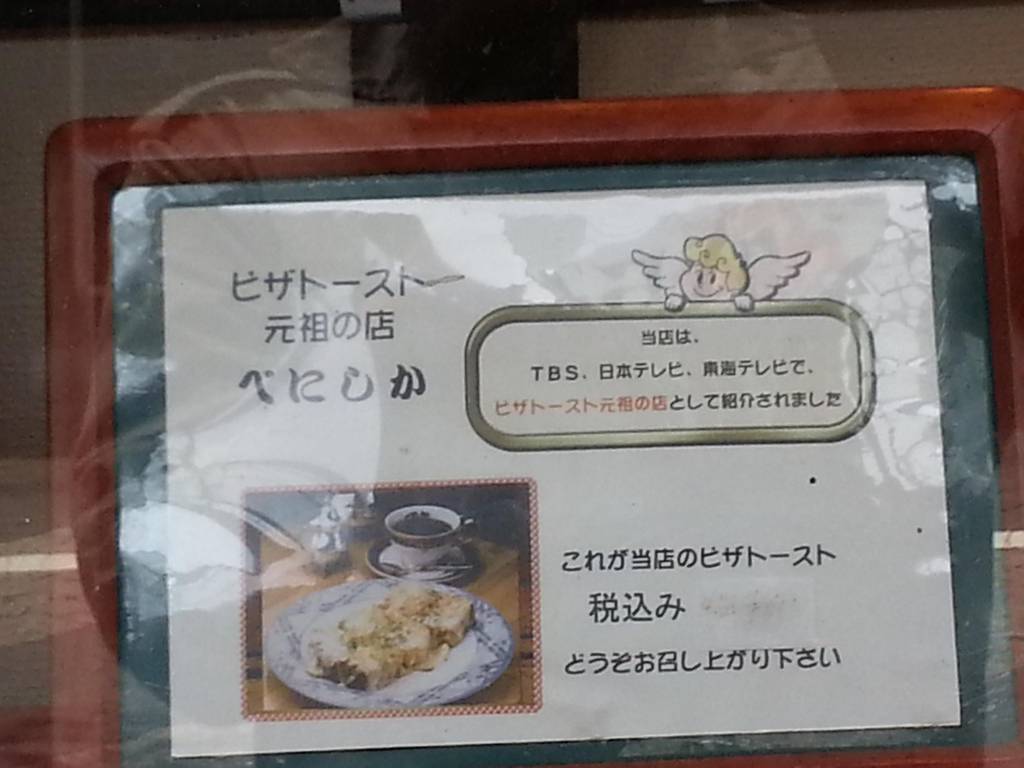 ピザトースト
元祖の店
べにしか
当店は、
TBS、日本テレビ、東海テレビで、
ピザトースト元祖の店として紹介されました
これが当店のピザトースト
税込み
どうぞお召し上がり下さい